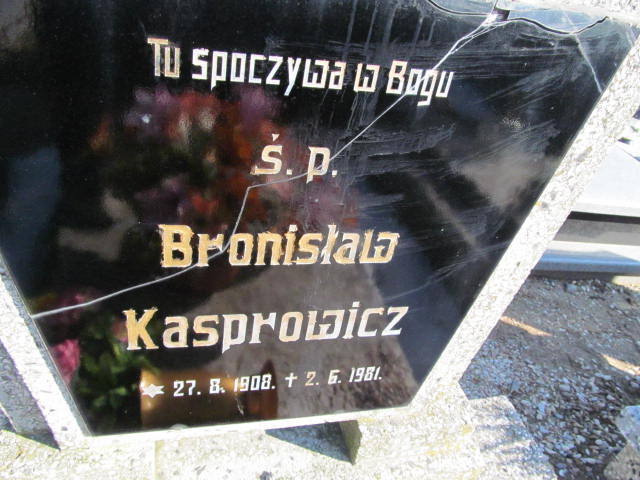 Tu spoczywa w Bogu
ś. p.
Bronisław
Kasprowicz
* 27. 8. 1908. † 2. 6. 1981.